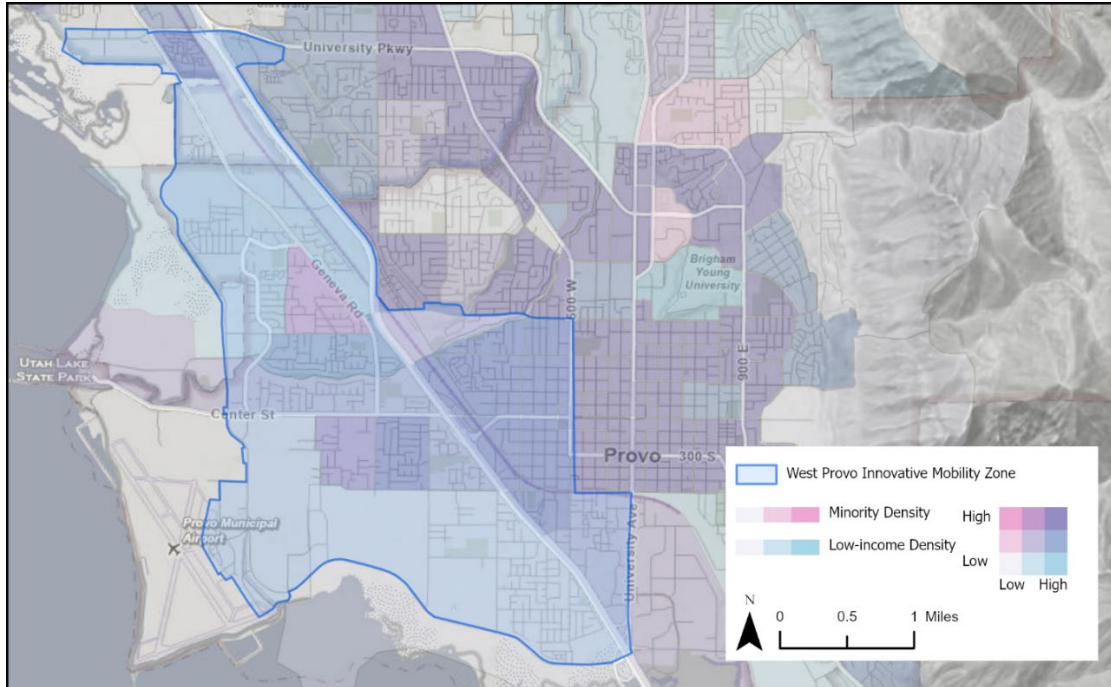 University
University Pkwy
Geneva Rd
500 W
Brigham
Young
University
900 E
UTAH LAKE
STATE PARK
Center St
Provo
300 S
Provo Municipal
Airport
University Ave
West Provo Innovative Mobility Zone
Minority Density
Low-income Density
High
Low
Low
High
N
0
0.5
1
Miles